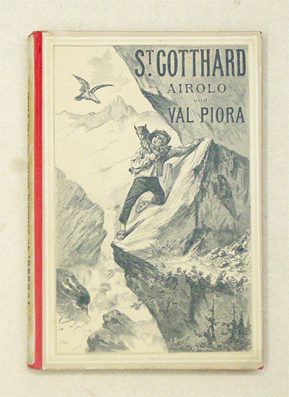 ST. GOTTHARD
AIROLO
und
VAL PIORA